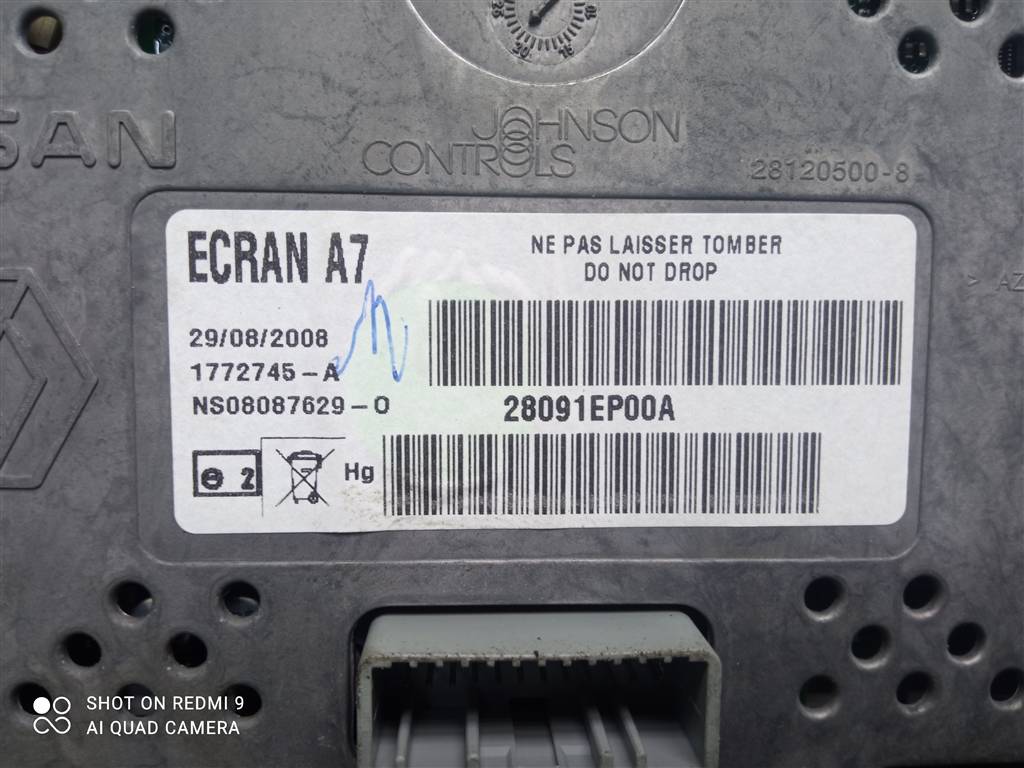 JOHNSON
CONTROLS
28120500-8
ECRAN A7
NE PAS LAISSER TOMBER
DO NOT DROP
29/08/2008
1772745-A
NS08087629-0
28091EP00A
2
Hg
SHOT ON REDMI 9
AI QUAD CAMERA